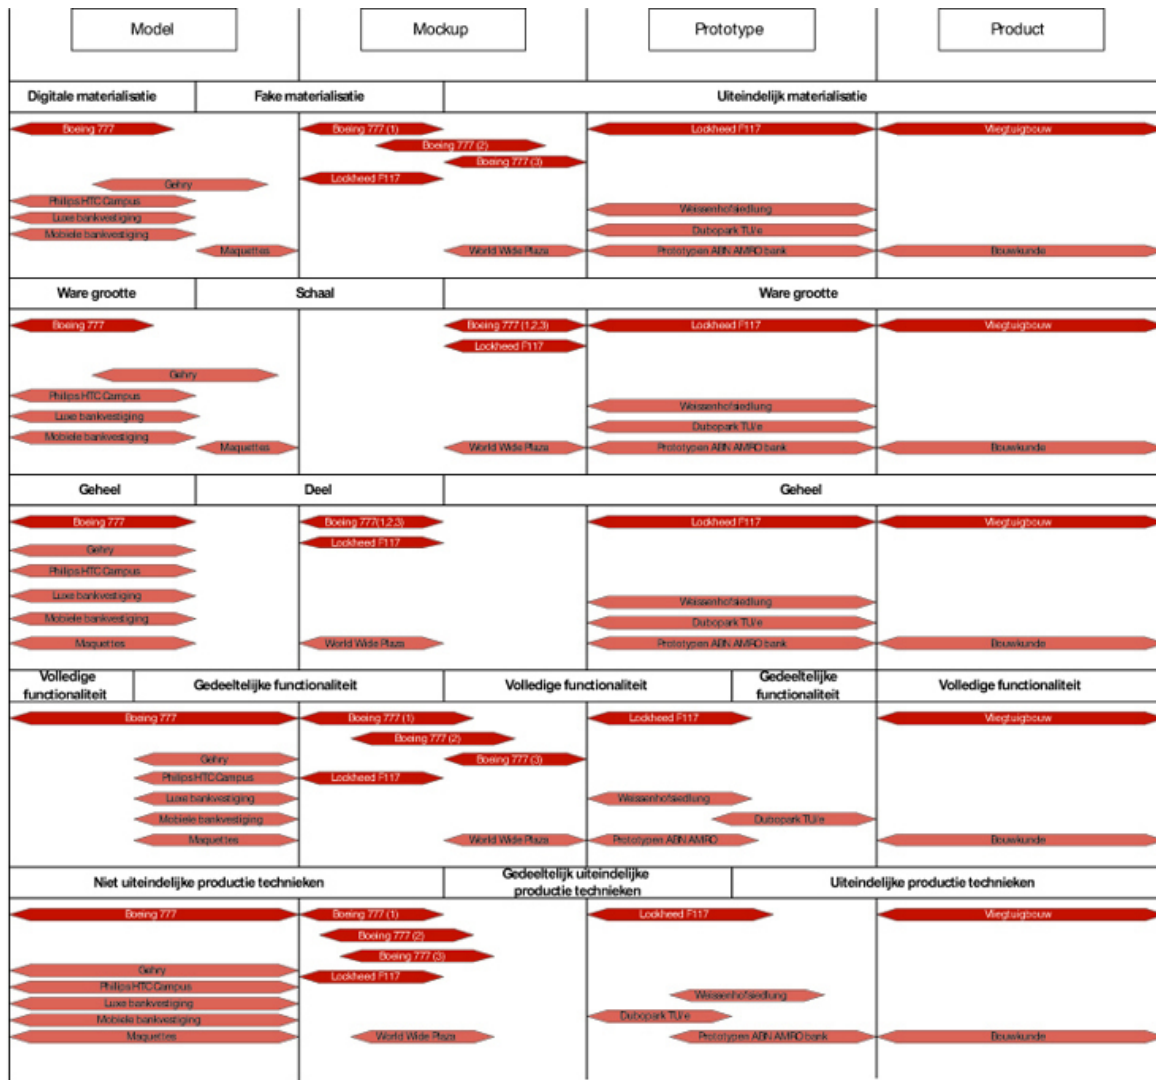 Model Mockup Prototype Product
Digitale materialisatie Fake materialisatie Uiteindelijk materialisatie
Boeing 777 Boeing 777 (1) Lockheed F117 Vliegtuigbouw
Boeing 777 (2)
Boeing 777 (3)
Lockheed F117
Gehry
Philips HTC Campus
Luxe bankvestiging Weissenhofsiedlung
Mobiele bankvestiging Dubopark TU/e
Maquettes World Wide Plaza Prototypen ABN AMRO bank Bouwkunde
Ware grootte Schaal Ware grootte
Boeing 777 Boeing 777 (1,2,3) Lockheed F117 Vliegtuigbouw
Lockheed F117
Gehry
Philips HTC Campus
Luxe bankvestiging Weissenhofsiedlung
Mobiele bankvestiging Dubopark TU/e
Maquettes World Wide Plaza Prototypen ABN AMRO bank Bouwkunde
Geheel Deel Geheel
Boeing 777 Boeing 777(1,2,3) Lockheed F117 Vliegtuigbouw
Gehry Lockheed F117
Philips HTC Campus
Luxe bankvestiging Weissenhofsiedlung
Mobiele bankvestiging Dubopark TU/e
Maquettes World Wide Plaza Prototypen ABN AMRO bank Bouwkunde
Volledige
functionaliteit
Gedeeltelijke functionaliteit
Volledige functionaliteit
Gedeeltelijke
functionaliteit
Volledige functionaliteit
Boeing 777 Boeing 777 (1) Lockheed F117 Vliegtuigbouw
Boeing 777 (2)
Gehry Boeing 777 (3)
Philips HTC Campus Lockheed F117
Luxe bankvestiging Weissenhofsiedlung
Mobiele bankvestiging Dubopark TU/e
Maquettes World Wide Plaza Prototypen ABN AMRO Bouwkunde
Niet uiteindelijke productie technieken
Gedeeltelijk uiteindelijke
productie technieken
Uiteindelijke productie technieken
Boeing 777 Boeing 777 (1) Lockheed F117 Vliegtuigbouw
Boeing 777 (2)
Boeing 777 (3)
Gehry Lockheed F117
Philips HTC Campus
Luxe bankvestiging Weissenhofsiedlung
Mobiele bankvestiging Dubopark TU/e
Maquettes World Wide Plaza Prototypen ABN AMRO bank Bouwkunde